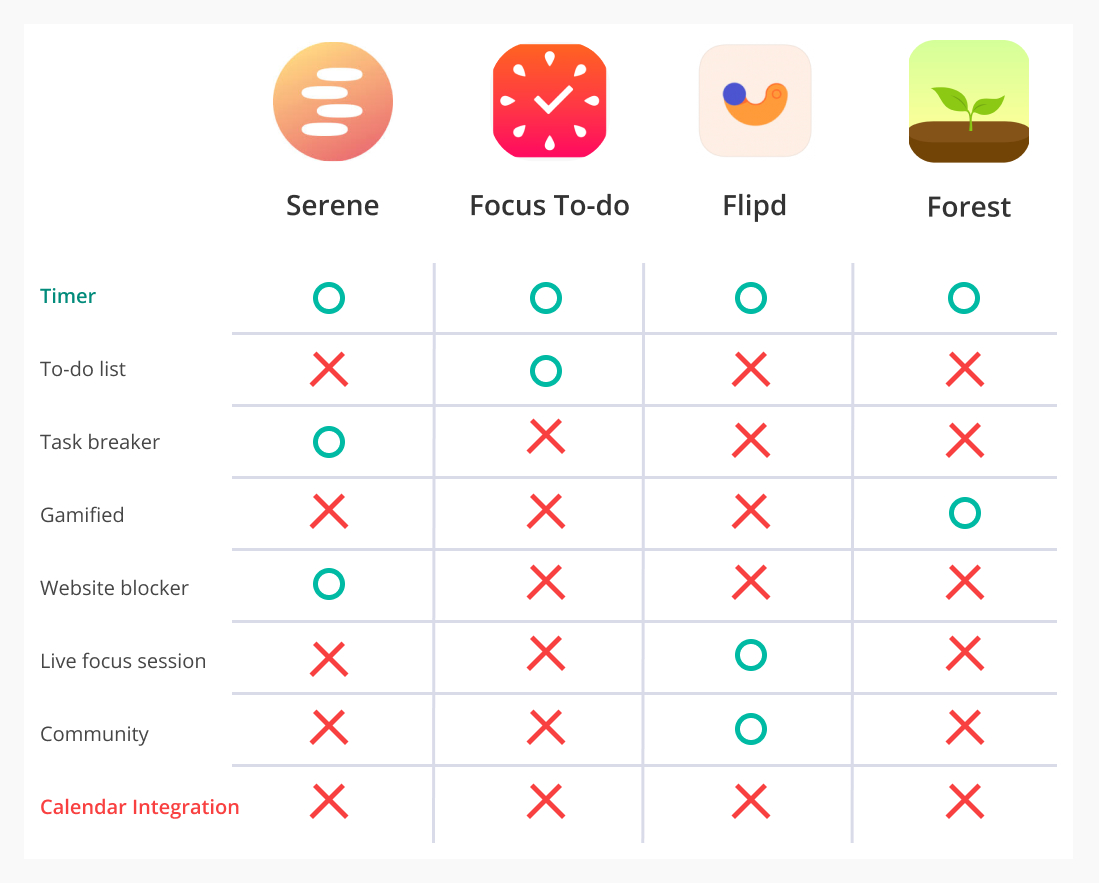 Serene
Focus To-do
Flipd
Forest
Timer
To-do list
Task breaker
Gamified
Website blocker
Live focus session
Community
Calendar Integration